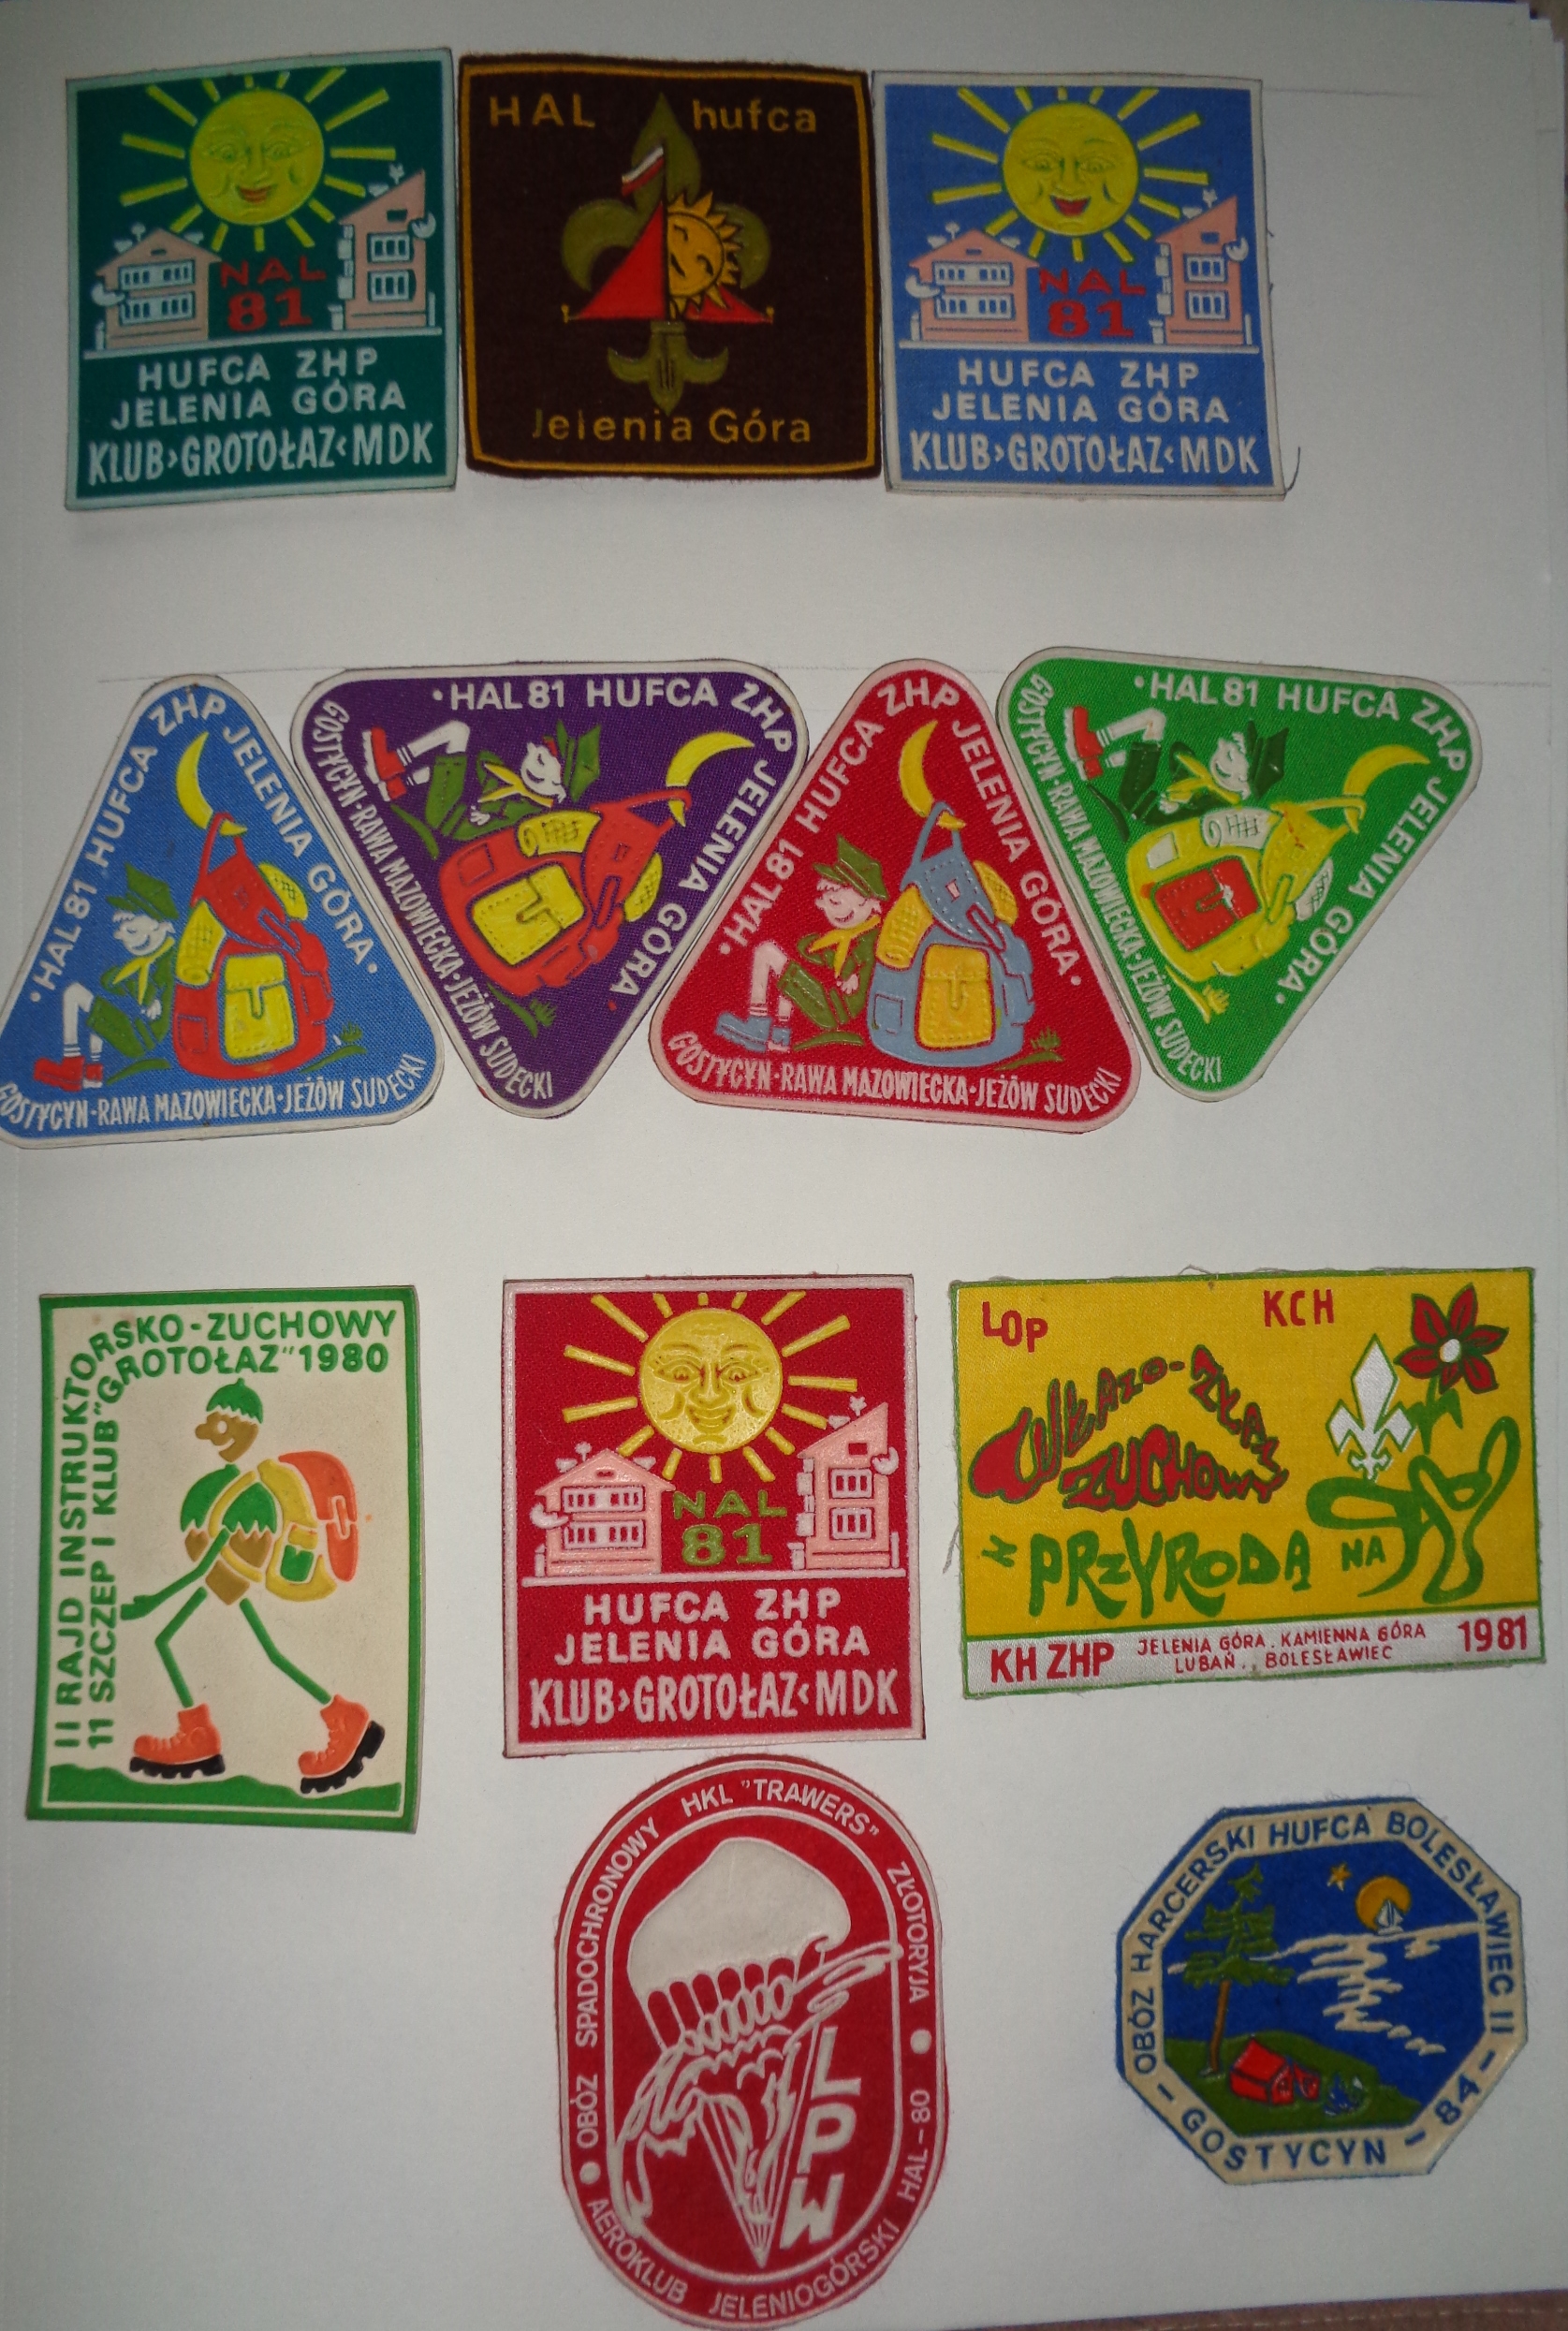 NAL
81
HUFCA ZHP
JELENIA GÓRA
KLUB›GROTOŁAZ‹MDK
HAL hufca
Jelenia Góra
NAL
81
HUFCA ZHP
JELENIA GÓRA
KLUB›GROTOŁAZ‹MDK
•HAL 81 HUFCA ZHP JELENIA GÓRA•
GOSTYCYN-RAWA MAZOWIECKA-JEŻÓW SUDECKI
•HAL 81 HUFCA ZHP JELENIA GÓRA
GOSTYCYN-RAWA MAZOWIECKA-JEŻÓW SUDECKI
•HAL 81 HUFCA ZHP JELENIA GÓRA•
GOSTYCYN-RAWA MAZOWIECKA-JEŻÓW SUDECKI
•HAL 81 HUFCA ZHP JELENIA GÓRA•
GOSTYCYN-RAWA MAZOWIECKA-JEŻÓW SUDECKI
II RAJD INSTRUKTORSKO-ZUCHOWY
11 SZCZEP I KLUB"GROTOŁAZ"1980
NAL
81
HUFCA ZHP
JELENIA GÓRA
KLUB›GROTOŁAZ‹MDK
LOP KCH
ZUCHOWY
PRZYRODĄ NA
KH ZHP JELENIA GÓRA. KAMIENNA GÓRA 1981
LUBAŃ.. BOLESŁAWIEC
OBÓZ SPADOCHRONOWY HKL "TRAWERS" ZŁOTORYJA
AEROKLUB JELENIOGÓRSKI HAL-80
LPW
OBÓZ HARCERSKI HUFCA BOLESŁAWIEC II
- GOSTYCYN - 84 -